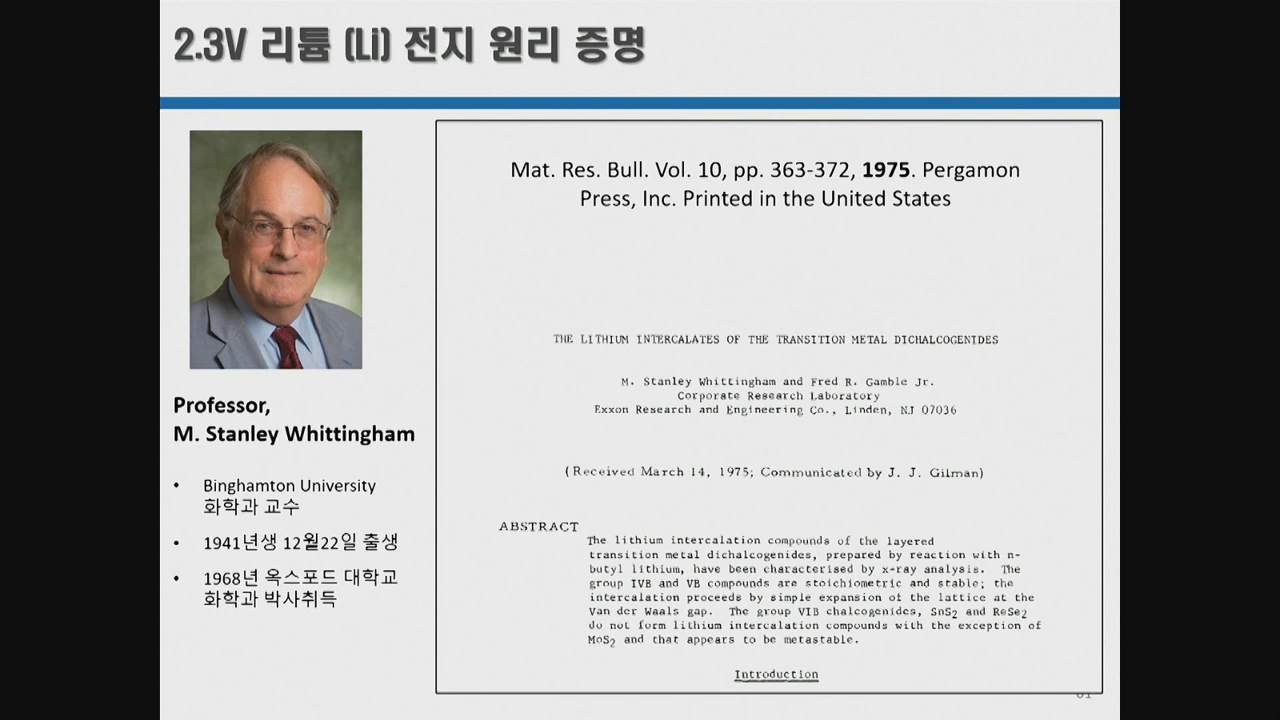 2.3V 리튬 (Li) 전지 원리 증명
Professor,
M. Stanley Whittingham
• Binghamton University
화학과 교수
• 1941년생 12월22일 출생
• 1968년 옥스포드 대학교
화학과 박사취득
Mat. Res. Bull. Vol. 10, pp. 363-372, 1975. Pergamon
Press, Inc. Printed in the United States
THE LITHIUM INTERCALATES OF THE TRANSITION METAL DICHALCOGENIDES
M. Stanley Whittingham and Fred R. Gamble Jr.
Corporate Research Laboratory
Exxon Research and Engineering Co., Linden, NJ 07036
(Received March 14, 1975; Communicated by J. J. Gilman)
ABSTRACT
The lithium intercalation compounds of the layered
transition metal dichalcogenides, prepared by reaction with n-
butyl lithium, have been characterised by x-ray analysis. The
group IVB and VB compounds are stoichiometric and stable; the
intercalation proceeds by simple expansion of the lattice at the
Van der Waals gap. The group VIB chalcogenides, SnS2 and ReSe2
do not form lithium intercalation compounds with the exception of
MoS2 and that appears to be metastable.
Introduction